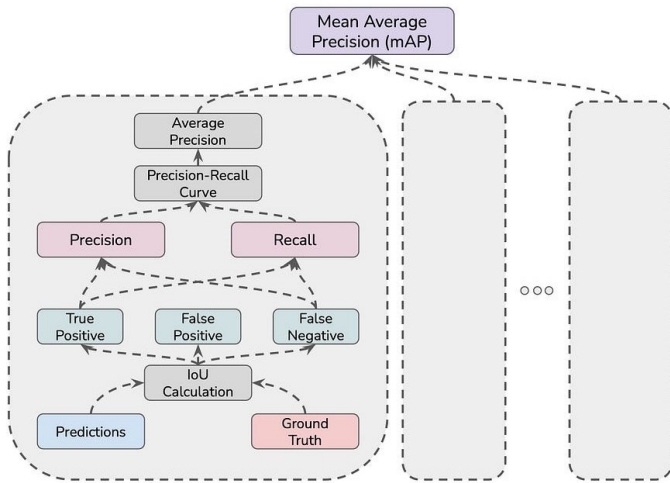 Mean Average
Precision (mAP)
Average
Precision
Precision-Recall
Curve
Precision
Recall
True
Positive
False
Positive
False
Negative
IoU
Calculation
Predictions
Ground
Truth